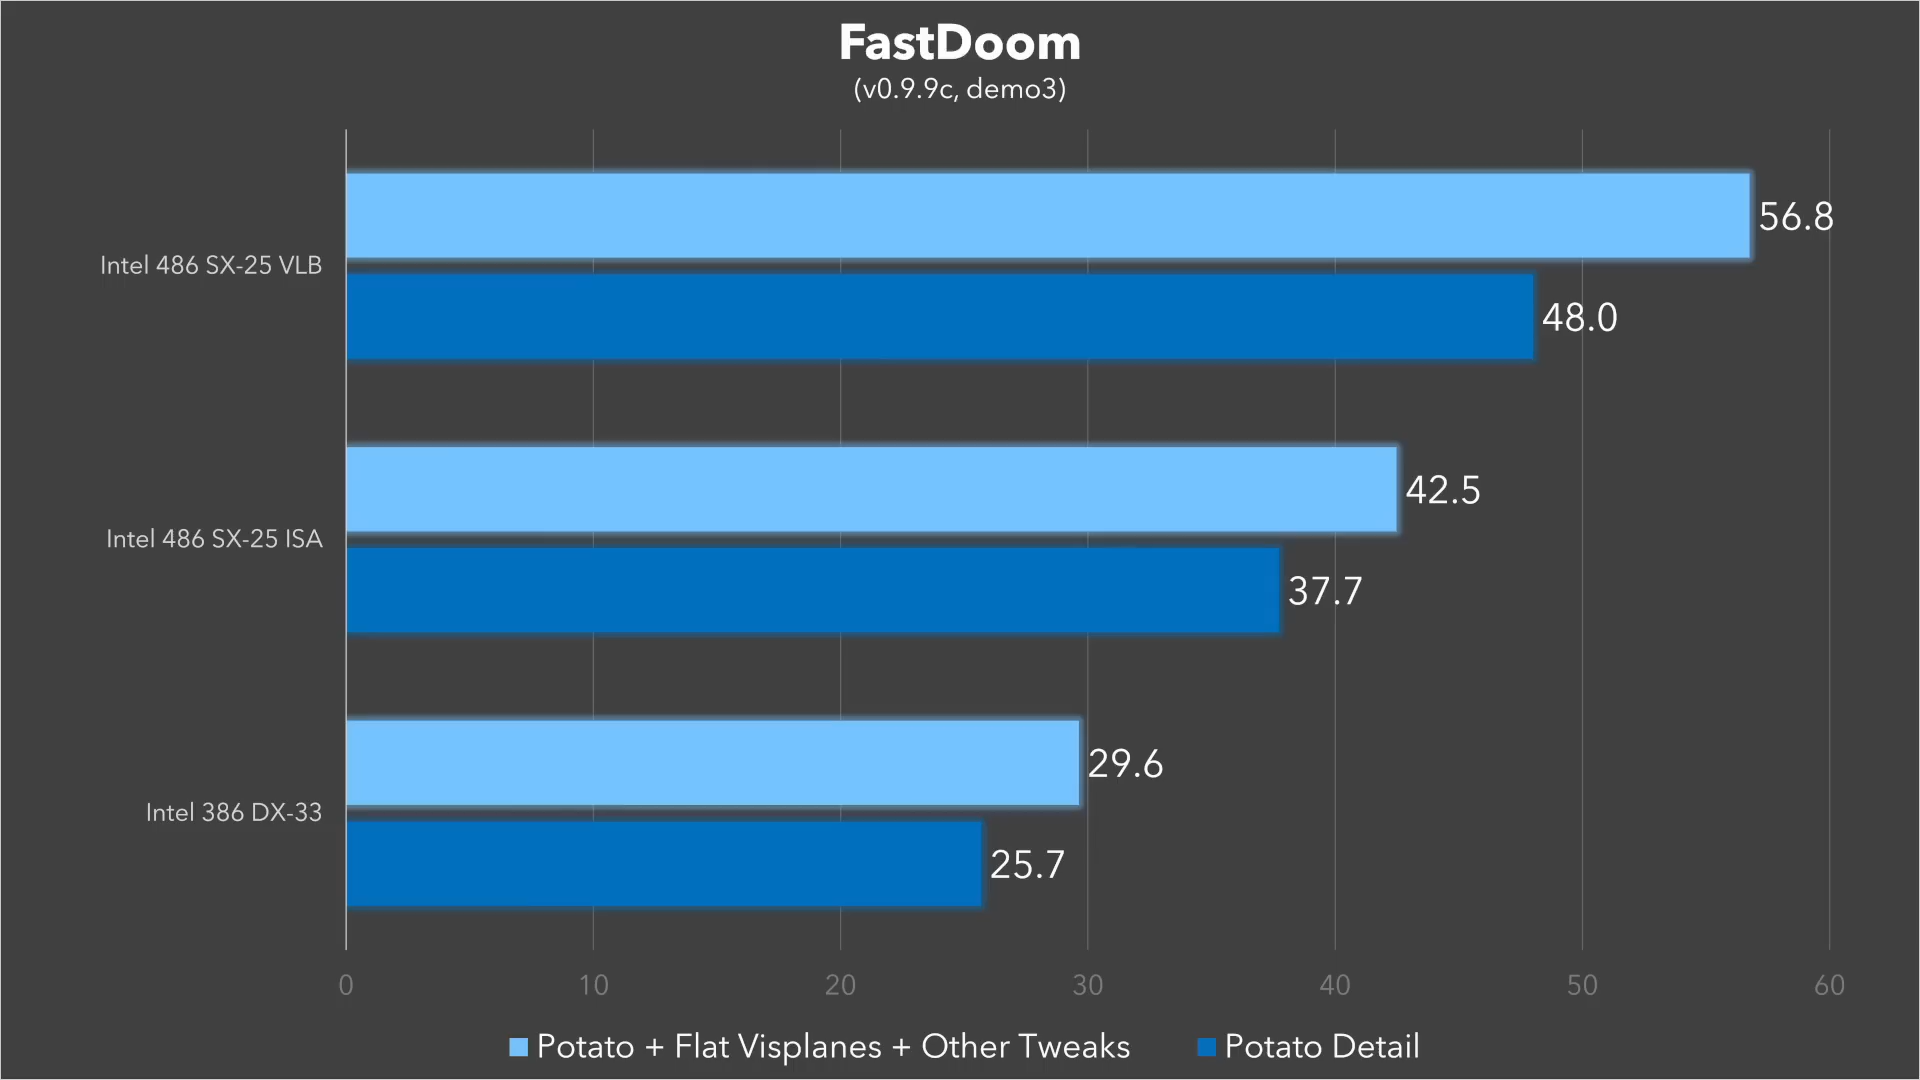 FastDoom
(v0.9.9c, demo3)
Intel 486 SX-25 VLB
56.8
48.0
Intel 486 SX-25 ISA
42.5
37.7
Intel 386 DX-33
29.6
25.7
0 10 20 30 40 50 60
Potato + Flat Visplanes + Other Tweaks Potato Detail